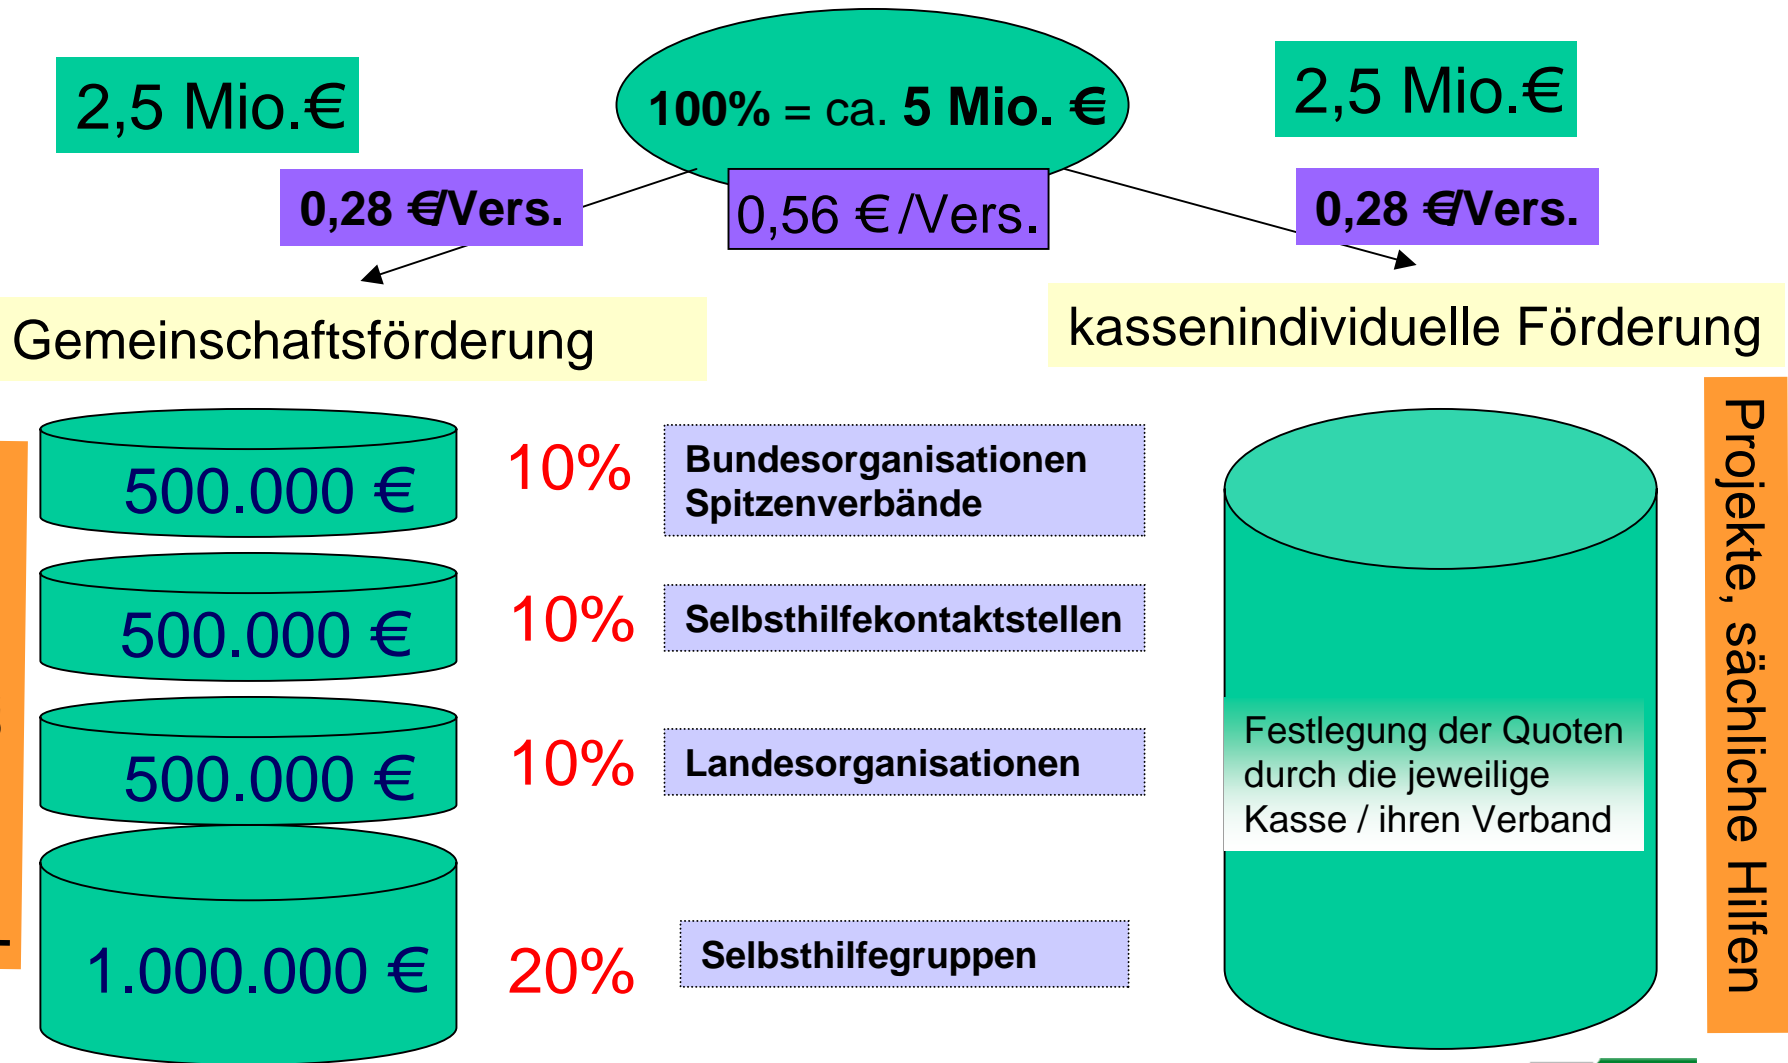 2,5 Mio.€
100% = ca. 5 Mio. €
2,5 Mio.€
0,28 €/Vers.
0,56 €/Vers.
0,28 €/Vers.
Gemeinschaftsförderung
kassenindividuelle Förderung
500.000 €
10%
Bundesorganisationen
Spitzenverbände
500.000 €
10%
Selbsthilfekontaktstellen
500.000 €
10%
Landesorganisationen
1.000.000 €
20%
Selbsthilfegruppen
Festlegung der Quoten
durch die jeweilige
Kasse / ihren Verband
Projekte, sächliche Hilfen